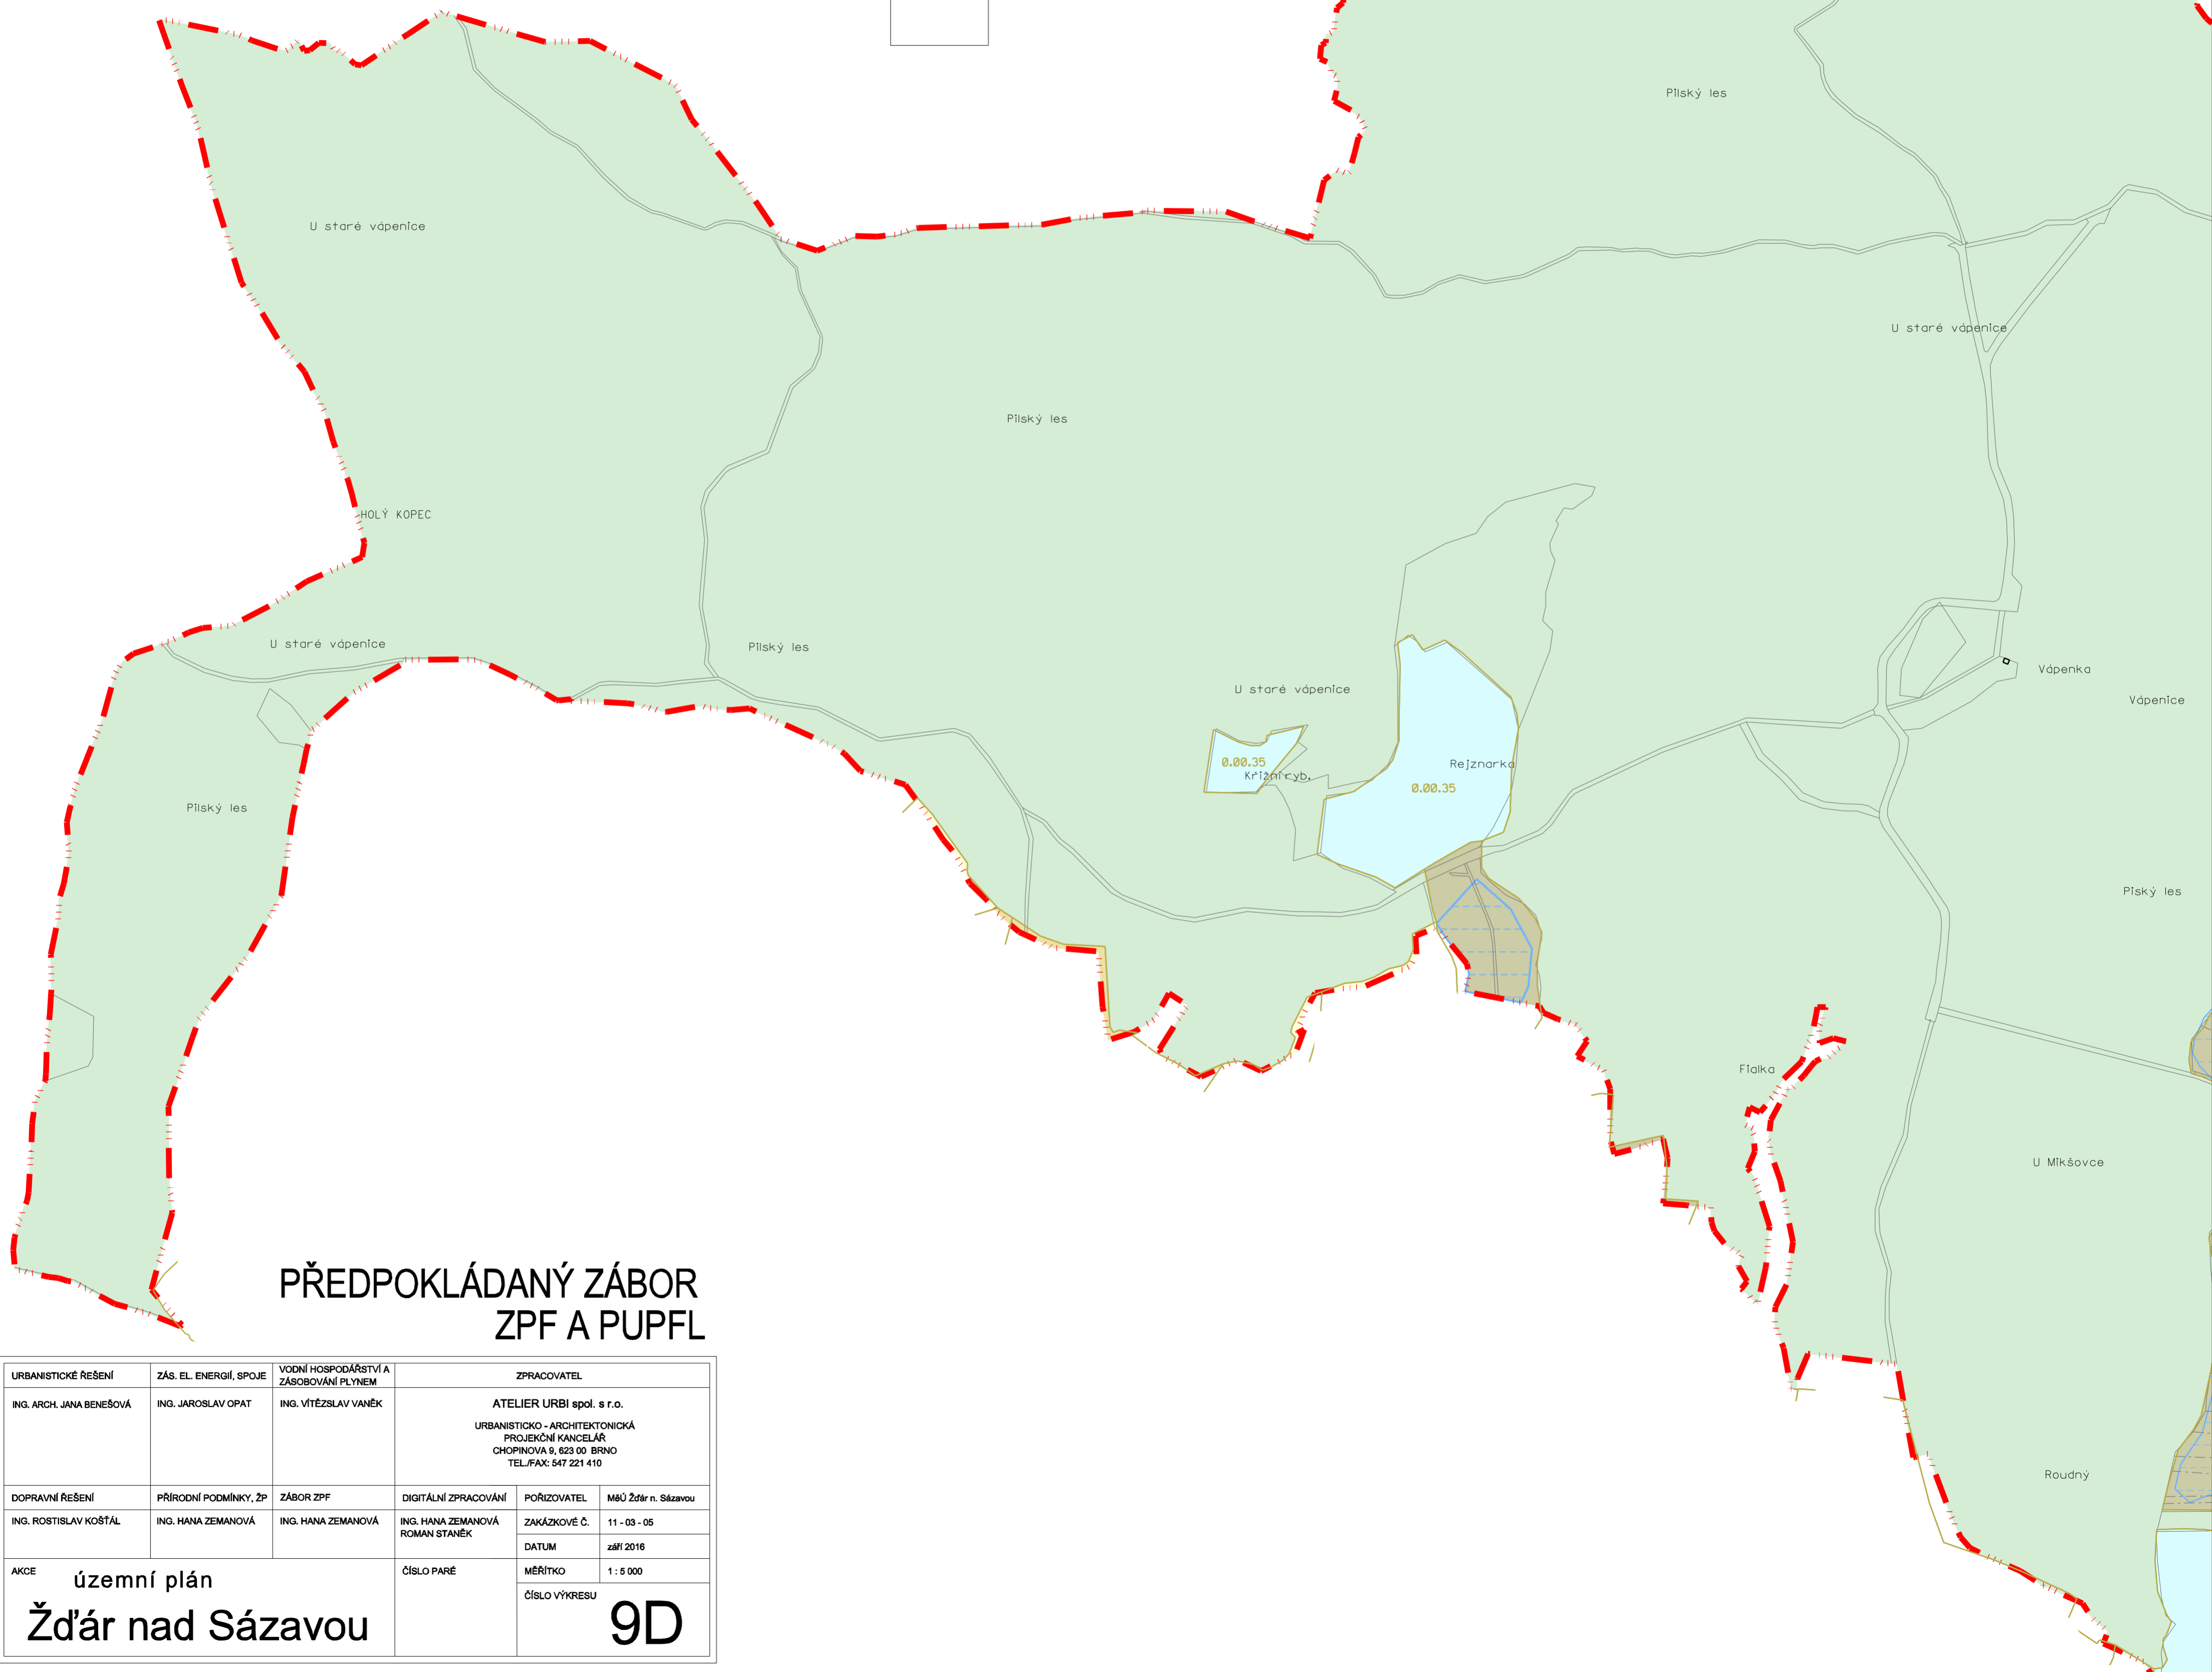 Pilský les
U staré vápenice
U staré vápenice
Pilský les
HOLÝ KOPEC
U staré vápenice
Pilský les
Vápenka
U staré vápenice
Vápenice
0.00.35
Rejznarka
Křižní ryb.
0.00.35
Pilský les
Piský les
Fialka
U Mikšovce
Roudný
PŘEDPOKLÁDANÝ ZÁBOR
ZPF A PUPFL
URBANISTICKÉ ŘEŠENÍ
ZÁS. EL. ENERGIÍ, SPOJE
VODNÍ HOSPODÁŘSTVÍ A
ZÁSOBOVÁNÍ PLYNEM
ZPRACOVATEL
ING. ARCH. JANA BENEŠOVÁ
ING. JAROSLAV OPAT
ING. VÍTĚZSLAV VANĚK
ATELIER URBI spol. s r.o.
URBANISTICKO - ARCHITEKTONICKÁ
PROJEKČNÍ KANCELÁŘ
CHOPINOVA 9, 623 00 BRNO
TEL./FAX: 547 221 410
DOPRAVNÍ ŘEŠENÍ
PŘÍRODNÍ PODMÍNKY, ŽP
ZÁBOR ZPF
DIGITÁLNÍ ZPRACOVÁNÍ
POŘIZOVATEL
MěÚ Žďár n. Sázavou
ING. ROSTISLAV KOŠŤÁL
ING. HANA ZEMANOVÁ
ING. HANA ZEMANOVÁ
ING. HANA ZEMANOVÁ
ROMAN STANĚK
ZAKÁZKOVÉ Č.
11 - 03 - 05
DATUM
září 2016
AKCE
územní plán
Žďár nad Sázavou
ČÍSLO PARÉ
MĚŘÍTKO
1 : 5 000
ČÍSLO VÝKRESU
9D